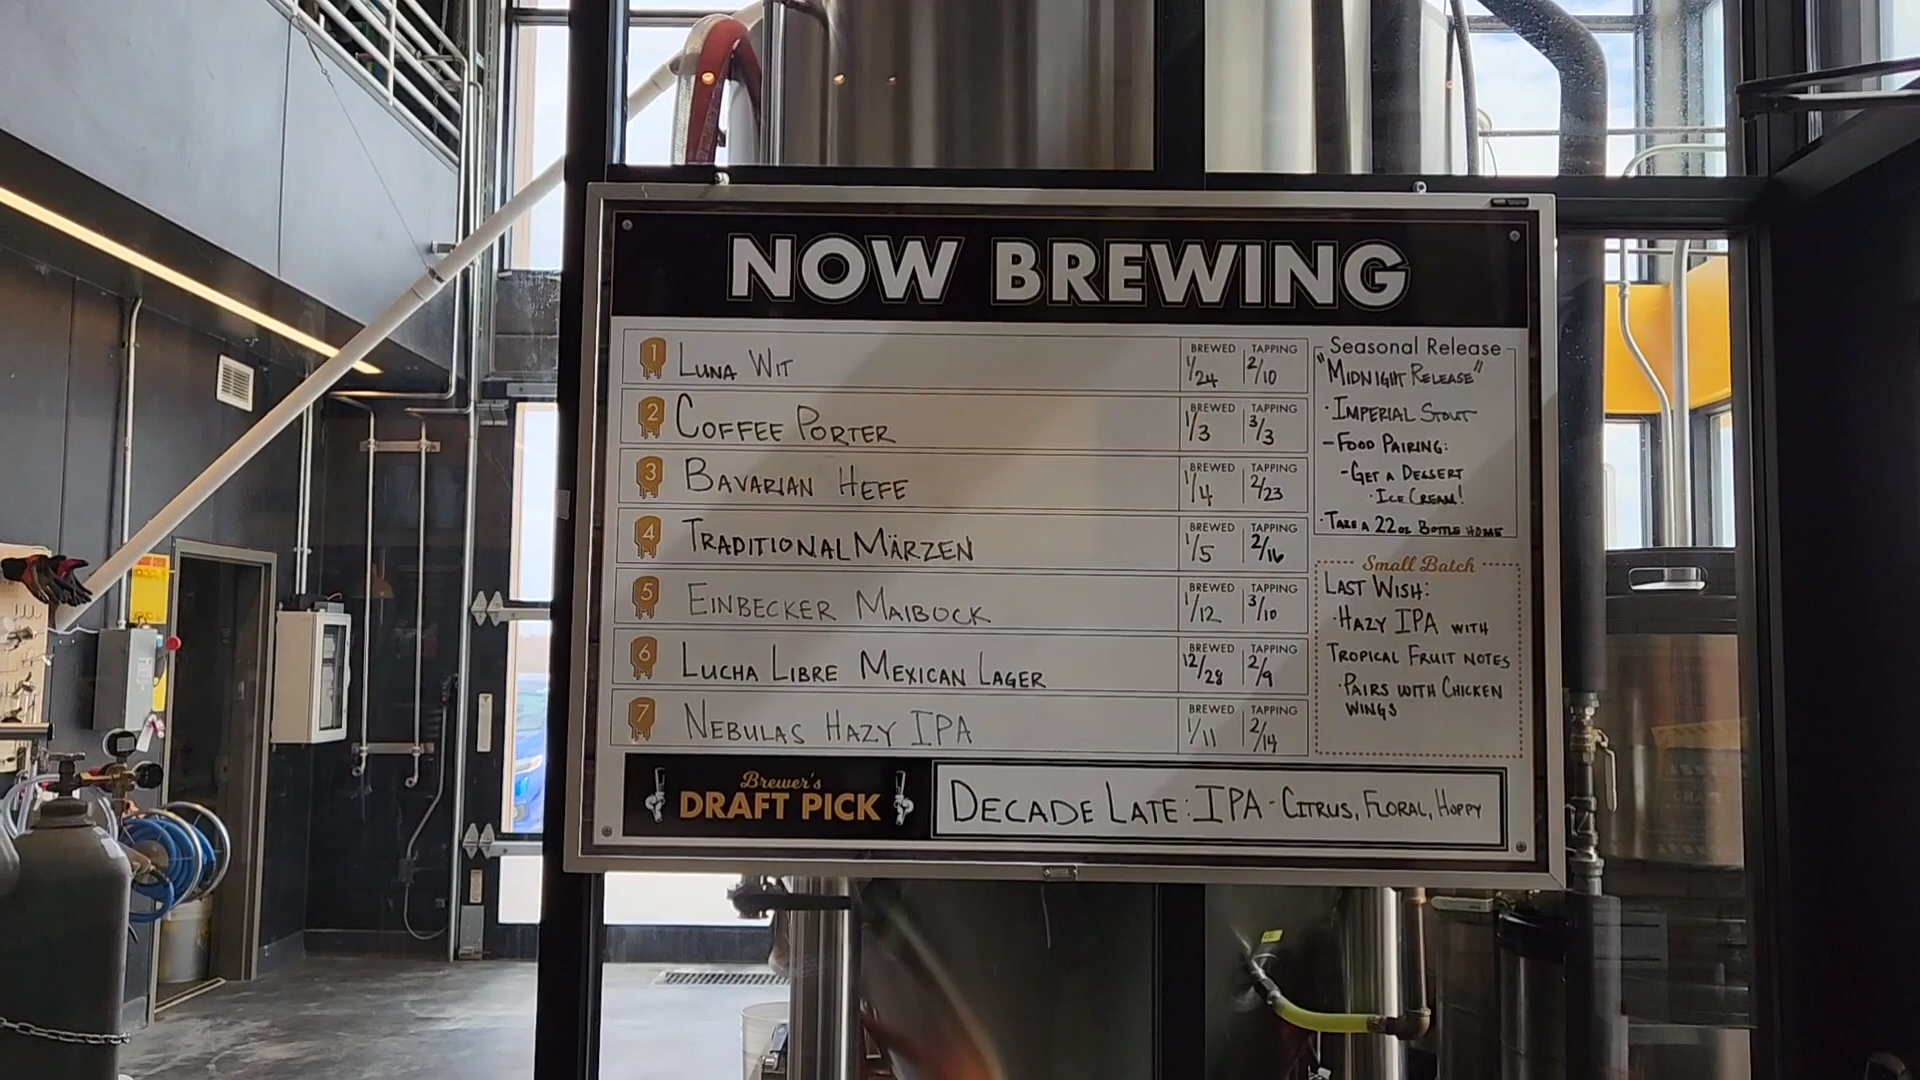 NOW BREWING
1 LUNA WIT BREWED 1/24 TAPPING 2/10
2 COFFEE PORTER BREWED 1/3 TAPPING 3/3
3 BAVARIAN HEFE BREWED 1/4 TAPPING 2/23
4 TRADITIONAL MÄRZEN BREWED 1/5 TAPPING 2/16
5 EINBECKER MAIBOCK BREWED 1/12 TAPPING 3/10
6 LUCHA LIBRE MEXICAN LAGER BREWED 12/28 TAPPING 2/9
7 NEBULAS HAZY IPA BREWED 1/11 TAPPING 2/14
Seasonal Release
"MIDNIGHT RELEASE"
· IMPERIAL STOUT
- FOOD PAIRING:
- GET A DESSERT
· ICE CREAM!
· TAKE A 22oz BOTTLE HOME
Small Batch
LAST WISH:
· HAZY IPA WITH
TROPICAL FRUIT NOTES
· PAIRS WITH CHICKEN
WINGS
Brewer's
DRAFT PICK
DECADE LATE: IPA - CITRUS, FLORAL, HOPPY